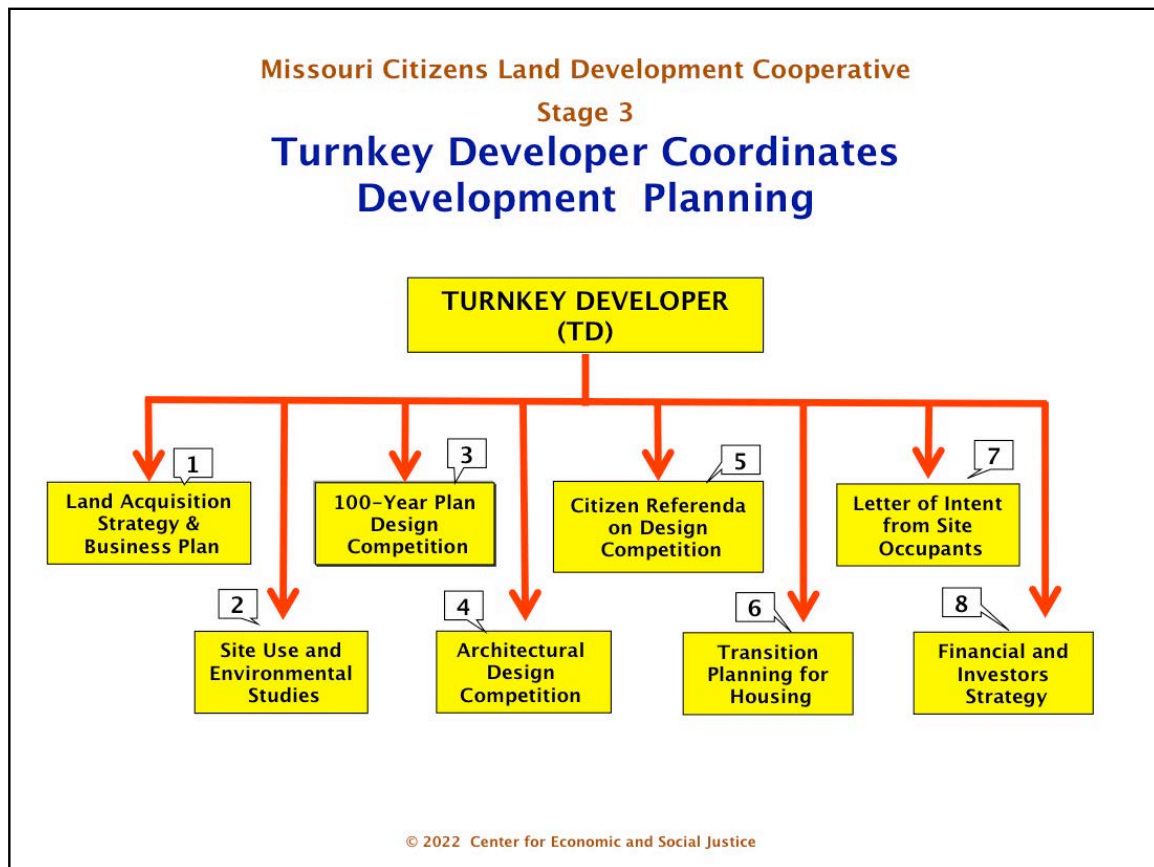 Missouri Citizens Land Development Cooperative
Stage 3
Turnkey Developer Coordinates
Development Planning
TURNKEY DEVELOPER
(TD)
1
Land Acquisition
Strategy &
Business Plan
2
Site Use and
Environmental
Studies
3
100-Year Plan
Design
Competition
4
Architectural
Design
Competition
5
Citizen Referenda
on Design
Competition
6
Transition
Planning for
Housing
7
Letter of Intent
from Site
Occupants
8
Financial and
Investors
Strategy
© 2022 Center for Economic and Social Justice